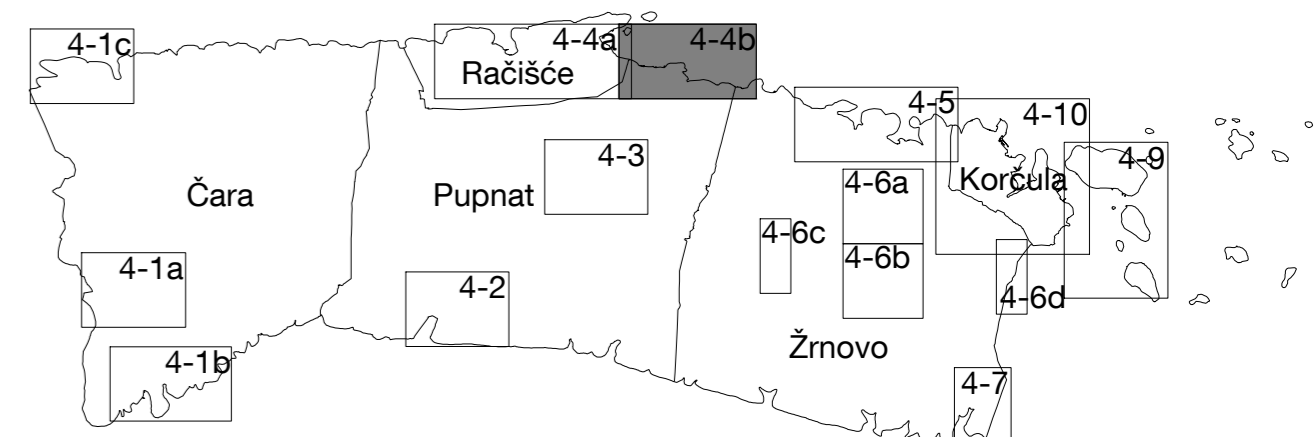 4-1c
4-4a
4-4b
Račišće
4-5
4-10
4-3
4-9
4-6a
Čara
Pupnat
Korčula
4-6c
4-6b
4-1a
4-2
4-6d
Žrnovo
4-1b
4-7